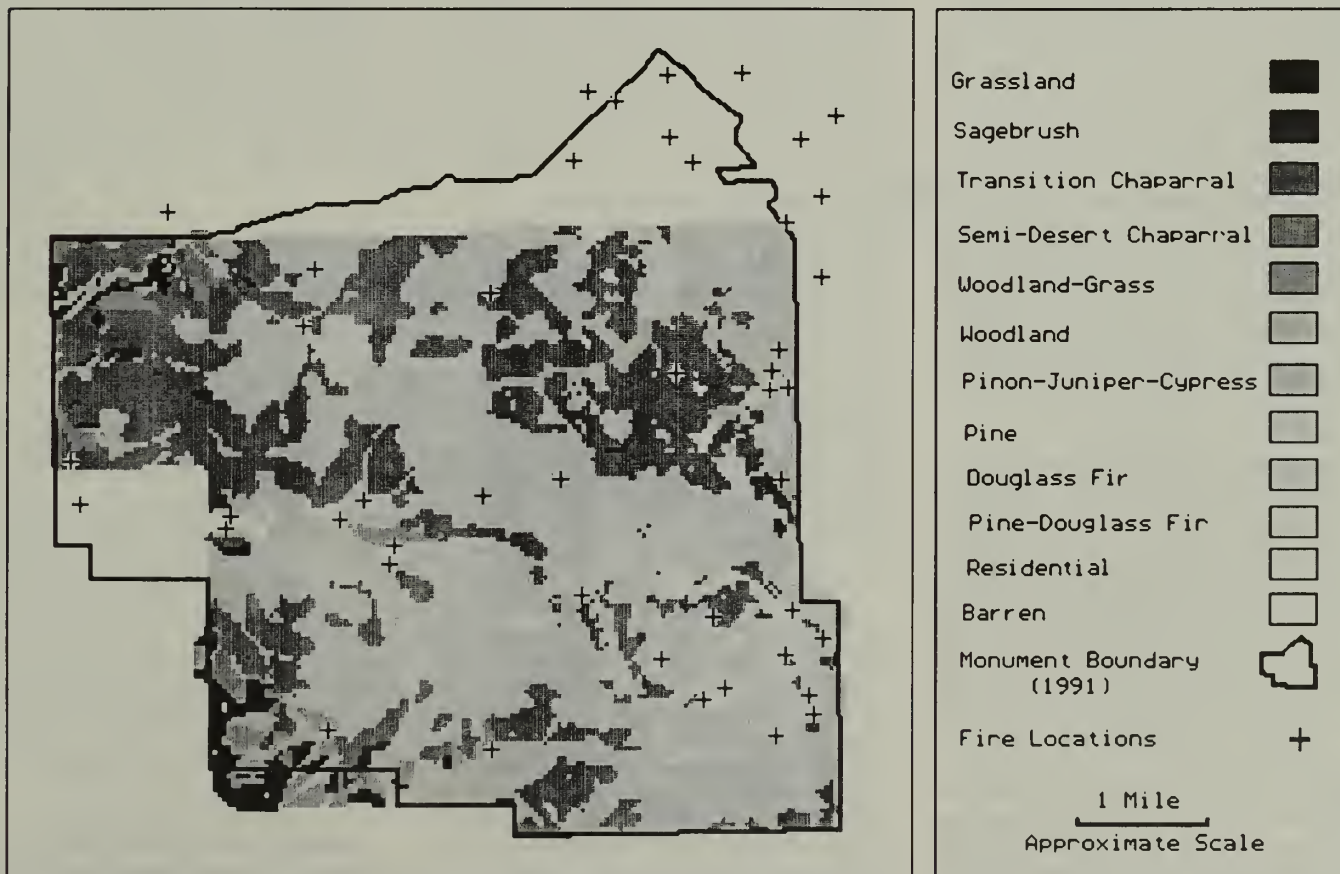 Grassland
Sagebrush
Transition Chaparral
Semi-Desert Chaparral
Woodland-Grass
Woodland
Pinon-Juniper-Cypress
Pine
Douglass Fir
Pine-Douglass Fir
Residential
Barren
Monument Boundary
(1991)
Fire Locations
1 Mile
Approximate Scale